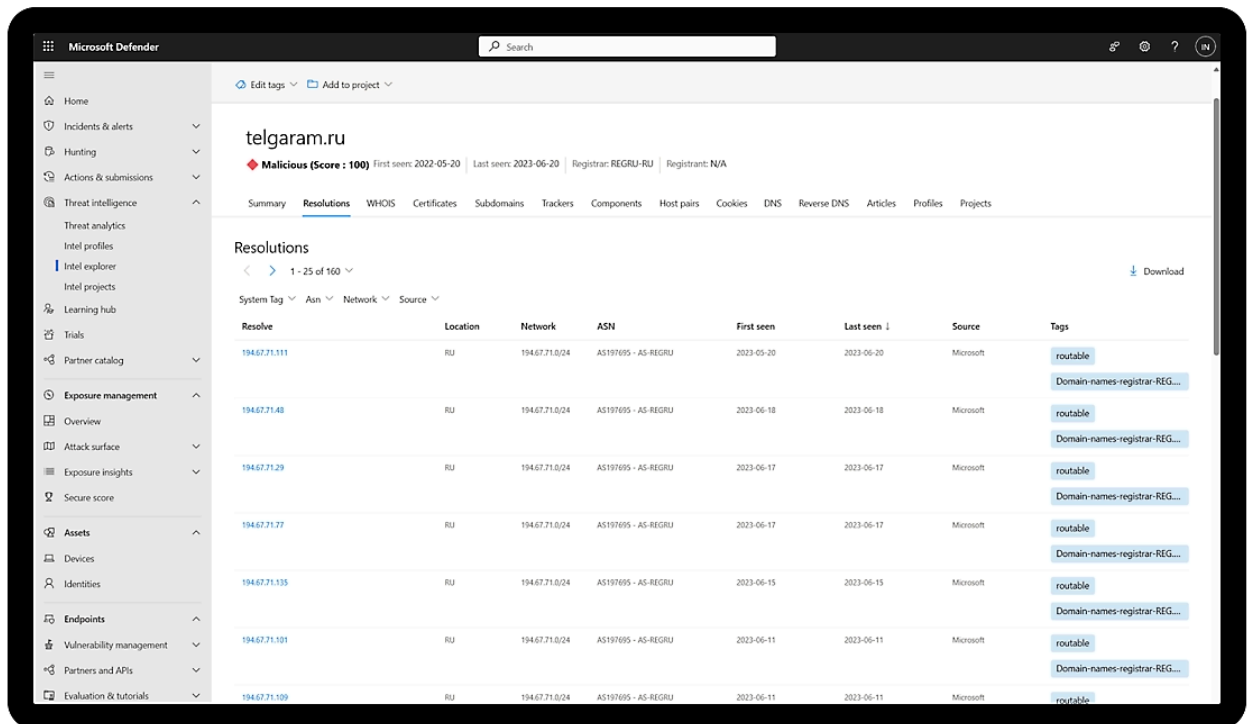 Microsoft Defender
Search
IN
Home
Incidents & alerts
Hunting
Actions & submissions
Threat intelligence
Threat analytics
Intel profiles
Intel explorer
Intel projects
Learning hub
Trials
Partner catalog
Exposure management
Overview
Attack surface
Exposure insights
Secure score
Assets
Devices
Identities
Endpoints
Vulnerability management
Partners and APIs
Evaluation & tutorials
Edit tags Add to project
telgaram.ru
Malicious (Score : 100) First seen: 2022-05-20 Last seen: 2023-06-20 Registrar: REGRU-RU Registrant: N/A
Summary Resolutions WHOIS Certificates Subdomains Trackers Components Host pairs Cookies DNS Reverse DNS Articles Profiles Projects
Resolutions
1 - 25 of 160 Download
System Tag Asn Network Source
Resolve Location Network ASN First seen Last seen ↓ Source Tags
194.67.71.111 RU 194.67.71.0/24 AS197695 - AS-REGRU 2023-05-20 2023-06-20 Microsoft routable
Domain-names-registrar-REG....
194.67.71.48 RU 194.67.71.0/24 AS197695 - AS-REGRU 2023-06-18 2023-06-18 Microsoft routable
Domain-names-registrar-REG....
194.67.71.29 RU 194.67.71.0/24 AS197695 - AS-REGRU 2023-06-17 2023-06-17 Microsoft routable
Domain-names-registrar-REG....
194.67.71.77 RU 194.67.71.0/24 AS197695 - AS-REGRU 2023-06-17 2023-06-17 Microsoft routable
Domain-names-registrar-REG....
194.67.71.135 RU 194.67.71.0/24 AS197695 - AS-REGRU 2023-06-15 2023-06-15 Microsoft routable
Domain-names-registrar-REG....
194.67.71.101 RU 194.67.71.0/24 AS197695 - AS-REGRU 2023-06-11 2023-06-11 Microsoft routable
Domain-names-registrar-REG....
194.67.71.109 RU 194.67.71.0/24 AS197695 - AS-REGRU 2023-06-11 2023-06-11 Microsoft routable